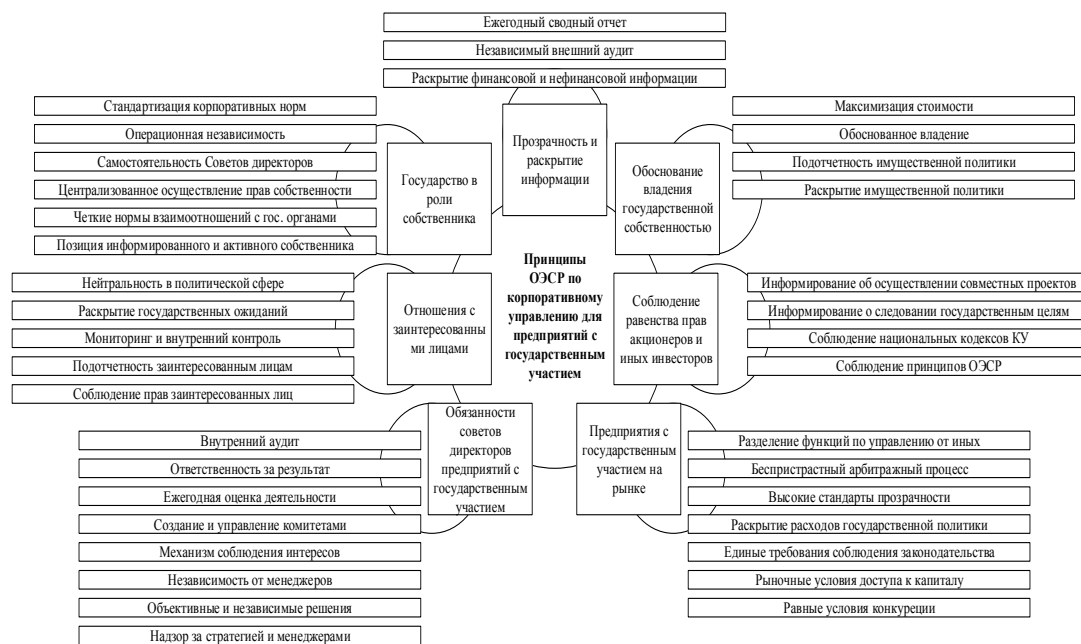 Ежегодный сводный отчет
Независимый внешний аудит
Раскрытие финансовой и нефинансовой информации
Стандартизация корпоративных норм
Операционная независимость
Самостоятельность Советов директоров
Централизованное осуществление прав собственности
Четкие нормы взаимоотношений с гос. органами
Позиция информированного и активного собственника
Государство в
роли
собственника
Прозрачность и
раскрытие
информации
Обоснование
владения
государственной
собственностью
Максимизация стоимости
Обоснованное владение
Подотчетность имущественной политики
Раскрытие имущественной политики
Нейтральность в политической сфере
Раскрытие государственных ожиданий
Мониторинг и внутренний контроль
Подотчетность заинтересованным лицам
Соблюдение прав заинтересованных лиц
Отношения с
заинтересованны
ми лицами
Принципы
ОЭСР по
корпоративному
управлению для
предприятий с
государственным
участием
Соблюдение
равенства прав
акционеров и
иных инвесторов
Информирование об осуществлении совместных проектов
Информирование о следовании государственным целям
Соблюдение национальных кодексов КУ
Соблюдение принципов ОЭСР
Внутренний аудит
Ответственность за результат
Ежегодная оценка деятельности
Создание и управление комитетами
Механизм соблюдения интересов
Независимость от менеджеров
Объективные и независимые решения
Надзор за стратегией и менеджерами
Обязанности
советов
директоров
предприятий с
государственным
участием
Предприятия с
государственным
участием на
рынке
Разделение функций по управлению от иных
Беспристрастный арбитражный процесс
Высокие стандарты прозрачности
Раскрытие расходов государственной политики
Единые требования соблюдения законодательства
Рыночные условия доступа к капиталу
Равные условия конкуреции